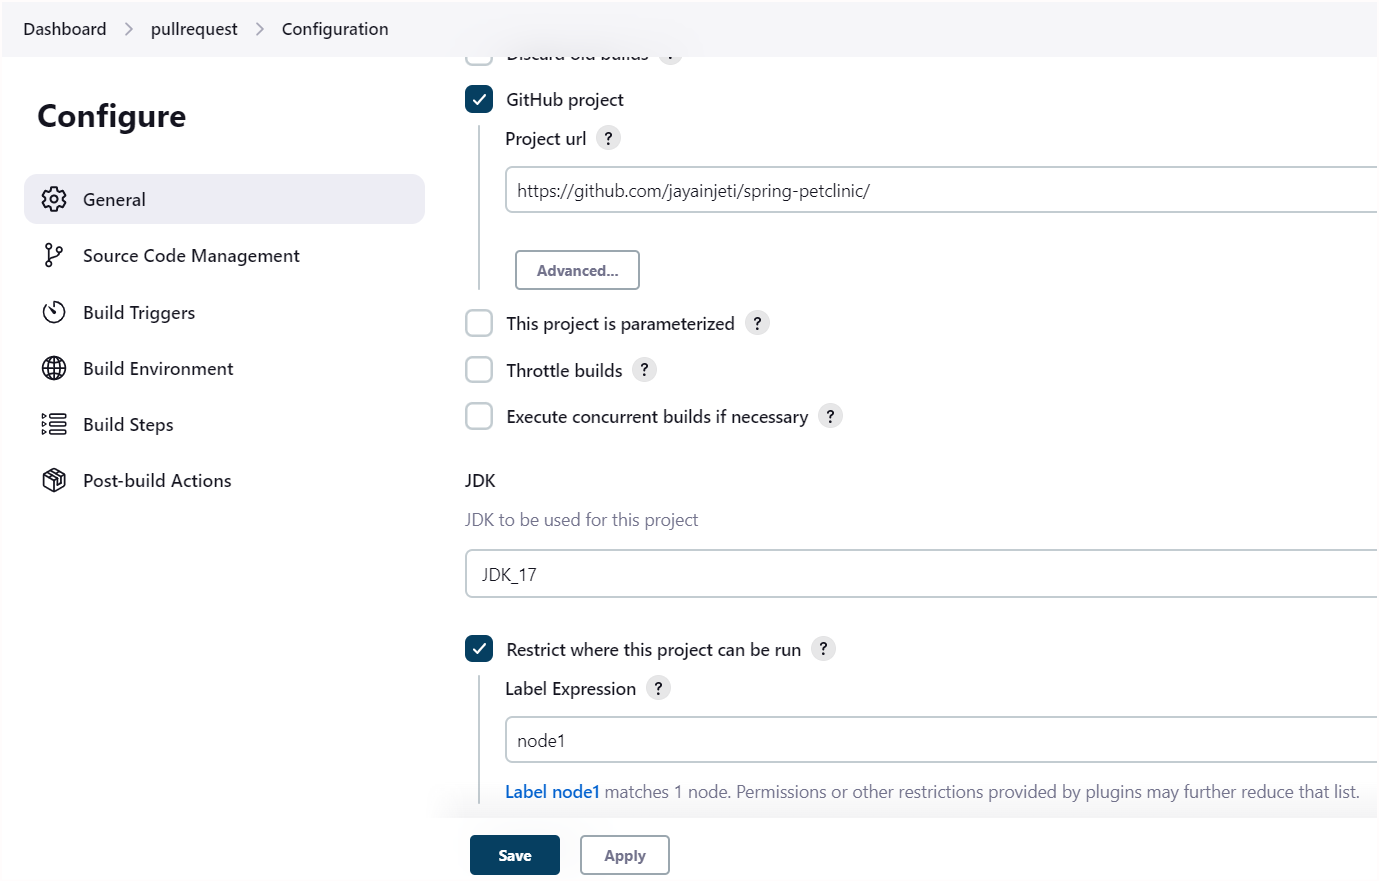 Dashboard > pullrequest > Configuration
Configure
General
Source Code Management
Build Triggers
Build Environment
Build Steps
Post-build Actions
Discard old builds ?
GitHub project
Project url ?
https://github.com/jayainjeti/spring-petclinic/
Advanced...
This project is parameterized ?
Throttle builds ?
Execute concurrent builds if necessary ?
JDK
JDK to be used for this project
JDK_17
Restrict where this project can be run ?
Label Expression ?
node1
Label node1 matches 1 node. Permissions or other restrictions provided by plugins may further reduce that list.
Save
Apply